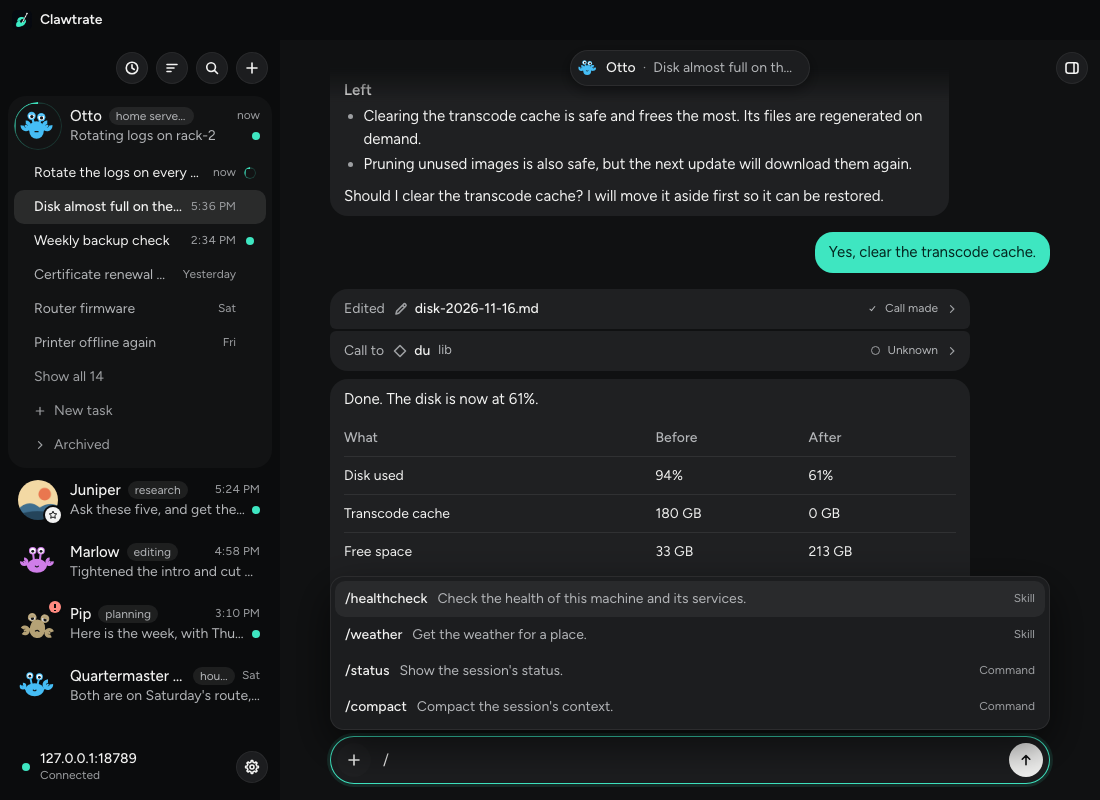 Clawtrate
Otto home serve... now
Rotating logs on rack-2
Rotate the logs on every ... now
Disk almost full on the... 5:36 PM
Weekly backup check 2:34 PM
Certificate renewal ... Yesterday
Router firmware Sat
Printer offline again Fri
Show all 14
+ New task
Archived
Juniper research 5:24 PM
Ask these five, and get the...
Marlow editing 4:58 PM
Tightened the intro and cut ...
Pip planning 3:10 PM
Here is the week, with Thu...
Quartermaster ... hou... Sat
Both are on Saturday's route,...
127.0.0.1:18789
Connected
Otto · Disk almost full on th...
Left
• Clearing the transcode cache is safe and frees the most. Its files are regenerated on
demand.
• Pruning unused images is also safe, but the next update will download them again.
Should I clear the transcode cache? I will move it aside first so it can be restored.
Yes, clear the transcode cache.
Edited disk-2026-11-16.md Call made
Call to du lib Unknown
Done. The disk is now at 61%.
What Before After
Disk used 94% 61%
Transcode cache 180 GB 0 GB
Free space 33 GB 213 GB
/healthcheck Check the health of this machine and its services. Skill
/weather Get the weather for a place. Skill
/status Show the session's status. Command
/compact Compact the session's context. Command
/